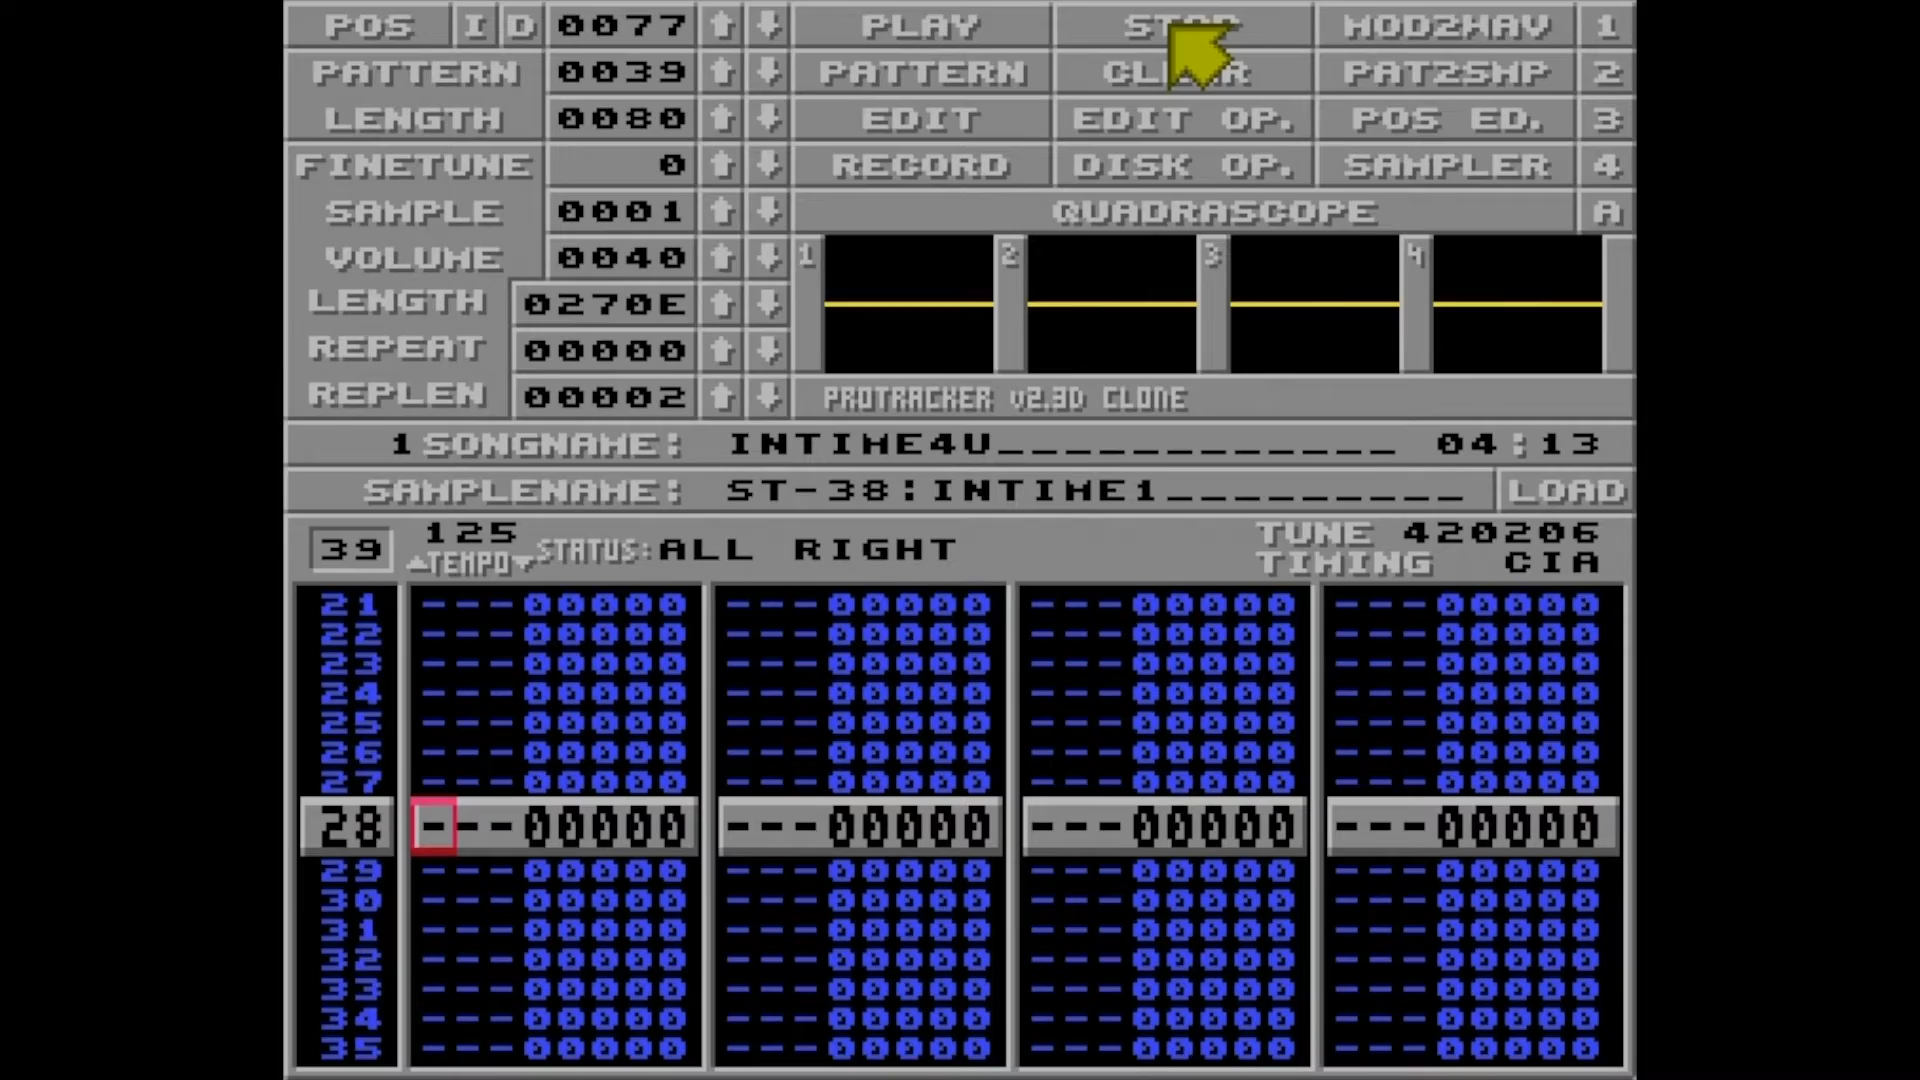 POS I D 0077 PLAY STOP MOD2WAV 1
PATTERN 0039 PATTERN CLEAR PAT2SMP 2
LENGTH 0080 EDIT EDIT OP. POS ED. 3
FINETUNE 0 RECORD DISK OP. SAMPLER 4
SAMPLE 0001 QUADRASCOPE A
VOLUME 0040 1 2 3 4
LENGTH 0270E
REPEAT 00000
REPLEN 00002 PROTRACKER v2.3D CLONE
1 SONGNAME: INTIME4U____________ 04:13
SAMPLENAME: ST-38:INTIME1_________ LOAD
39 125 TEMPO STATUS: ALL RIGHT TUNE 420206
TIMING CIA
21 ---00000 ---00000 ---00000 ---00000
22 ---00000 ---00000 ---00000 ---00000
23 ---00000 ---00000 ---00000 ---00000
24 ---00000 ---00000 ---00000 ---00000
25 ---00000 ---00000 ---00000 ---00000
26 ---00000 ---00000 ---00000 ---00000
27 ---00000 ---00000 ---00000 ---00000
28 ---00000 ---00000 ---00000 ---00000
29 ---00000 ---00000 ---00000 ---00000
30 ---00000 ---00000 ---00000 ---00000
31 ---00000 ---00000 ---00000 ---00000
32 ---00000 ---00000 ---00000 ---00000
33 ---00000 ---00000 ---00000 ---00000
34 ---00000 ---00000 ---00000 ---00000
35 ---00000 ---00000 ---00000 ---00000